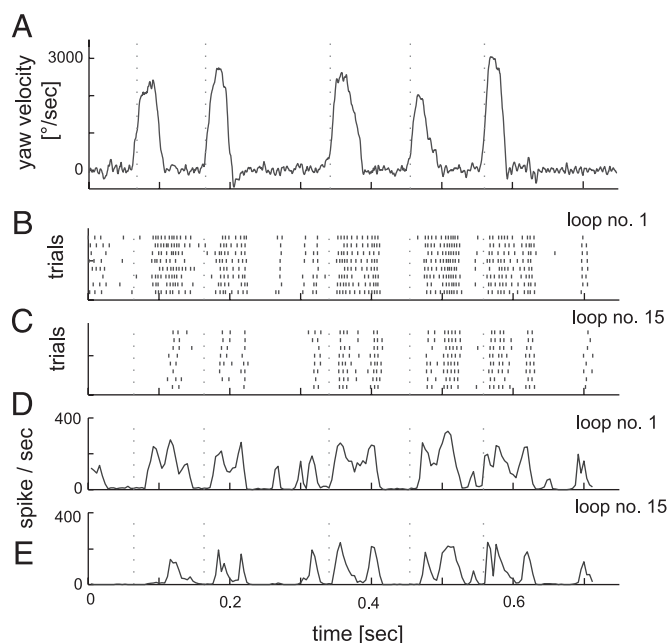 A
3000
yaw velocity
[°/sec]
0
B
loop no. 1
trials
C
loop no. 15
trials
D
400
loop no. 1
spike / sec
0
400
loop no. 15
E
0
0 0.2 0.4 0.6
time [sec]